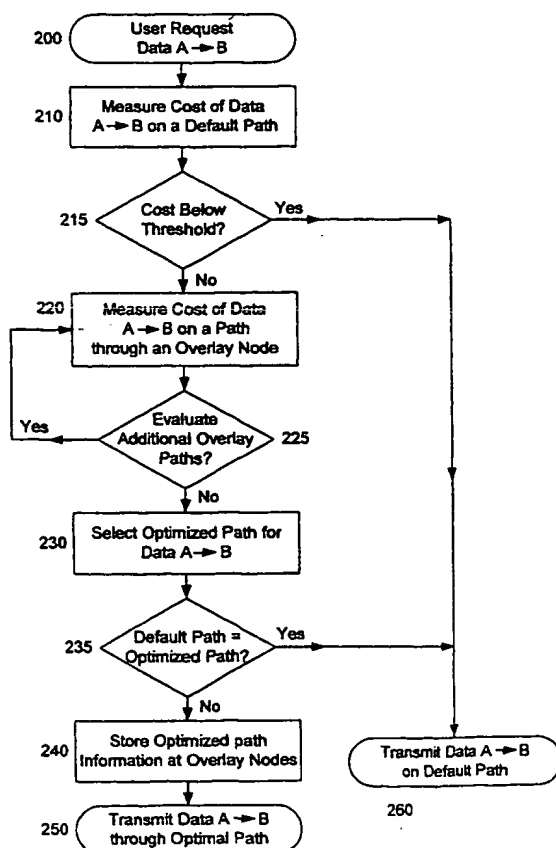 200
User Request
Data A → B
210
Measure Cost of Data
A → B on a Default Path
215
Cost Below
Threshold?
Yes
No
220
Measure Cost of Data
A → B on a Path
through an Overlay Node
Yes
Evaluate
Additional Overlay
Paths?
225
No
230
Select Optimized Path for
Data A → B
235
Default Path =
Optimized Path?
Yes
No
240
Store Optimized path
Information at Overlay Nodes
Transmit Data A → B
on Default Path
260
250
Transmit Data A → B
through Optimal Path